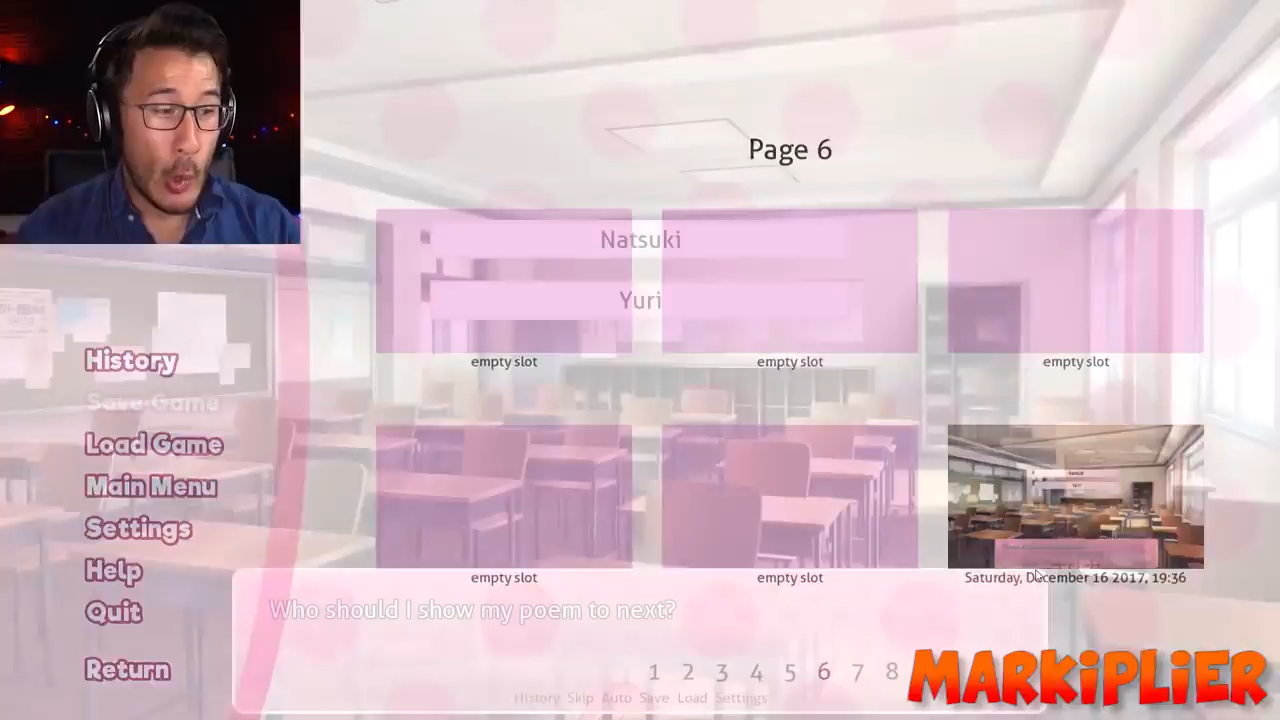 Page 6
Natsuki
Yuri
empty slot
empty slot
empty slot
History
Save Game
Load Game
Main Menu
Settings
Help
Quit
Return
empty slot
empty slot
Saturday, December 16 2017, 19:36
Who should I show my poem to next?
1 2 3 4 5 6 7 8
History Skip Auto Save Load Settings
MARKiPLiER